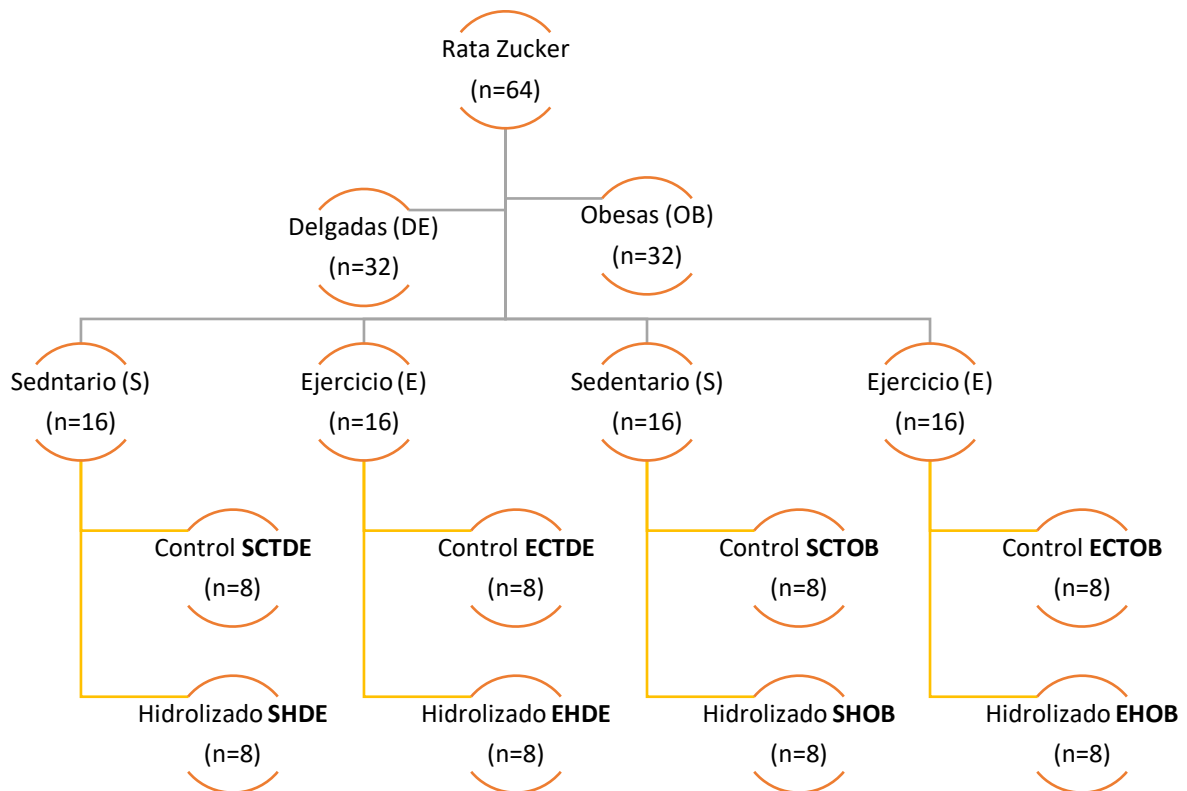 Rata Zucker
(n=64)
Delgadas (DE)
(n=32)
Obesas (OB)
(n=32)
Sedntario (S)
(n=16)
Ejercicio (E)
(n=16)
Sedentario (S)
(n=16)
Ejercicio (E)
(n=16)
Control SCTDE
(n=8)
Control ECTDE
(n=8)
Control SCTOB
(n=8)
Control ECTOB
(n=8)
Hidrolizado SHDE
(n=8)
Hidrolizado EHDE
(n=8)
Hidrolizado SHOB
(n=8)
Hidrolizado EHOB
(n=8)